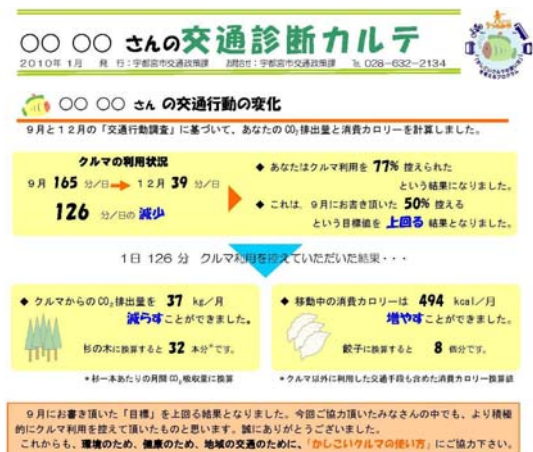 ○○ ○○ さんの交通診断カルテ
2010年1月 発 行:宇都宮市交通政策課 お問合せ:宇都宮市交通政策課 ℡ 028-632-2134
○○ ○○ さん の交通行動の変化
9月と12月の「交通行動調査」に基づいて、あなたのCO₂排出量と消費カロリーを計算しました。
クルマの利用状況
9月 165 分/日 12月 39 分/日
126 分/日の 減少
◆ あなたはクルマ利用を 77% 控えられた
という結果になりました。
◆ これは、9月にお書き頂いた 50% 控える
という目標値を 上回る 結果となりました。
1日 126 分 クルマ利用を控えていただいた結果・・・
◆ クルマからのCO₂排出量を 37 kg/月
減らすことができました。
杉の木に換算すると 32 本分*です。
*杉一本あたりの月間CO₂吸収量に換算
◆ 移動中の消費カロリーは 494 kcal/月
増やすことができました。
餃子に換算すると 8 個分です。
*クルマ以外に利用した交通手段も含めた消費カロリー換算値
9月にお書き頂いた「目標」を上回る結果となりました。今回ご協力頂いたみなさんの中でも、より積極
的にクルマ利用を控えて頂いたものと思います。誠にありがとうございました。
これからも、環境のため、健康のため、地域の交通のために、「かしこいクルマの使い方」にご協力下さい。